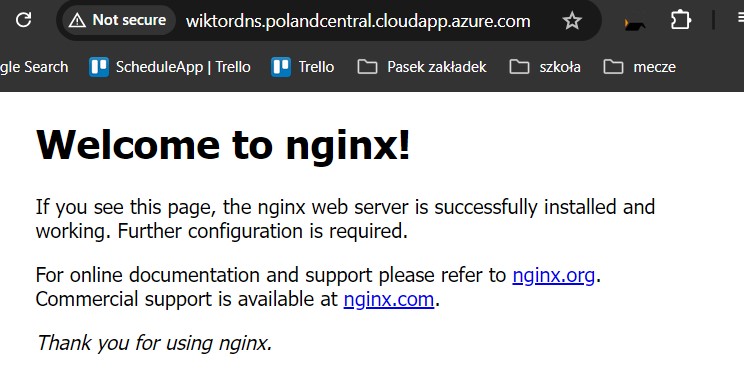 Not secure wiktordns.polandcentral.cloudapp.azure.com
gle Search ScheduleApp | Trello Trello Pasek zakładek szkoła mecze
Welcome to nginx!
If you see this page, the nginx web server is successfully installed and
working. Further configuration is required.
For online documentation and support please refer to nginx.org.
Commercial support is available at nginx.com.
Thank you for using nginx.